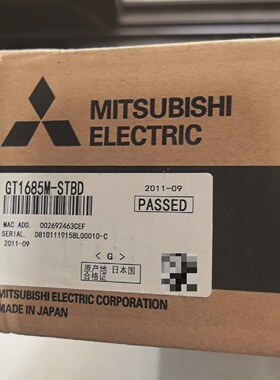 MITSUBISHI
ELECTRIC
GT1685M-STBD
2011-09
PASSED
MAC ADD. 002692463CEF
SERIAL. DB10111915BL00010-C
2011-09
< G >
原产地 日本国
合格证
MITSUBISHI ELECTRIC CORPORATION
MADE IN JAPAN